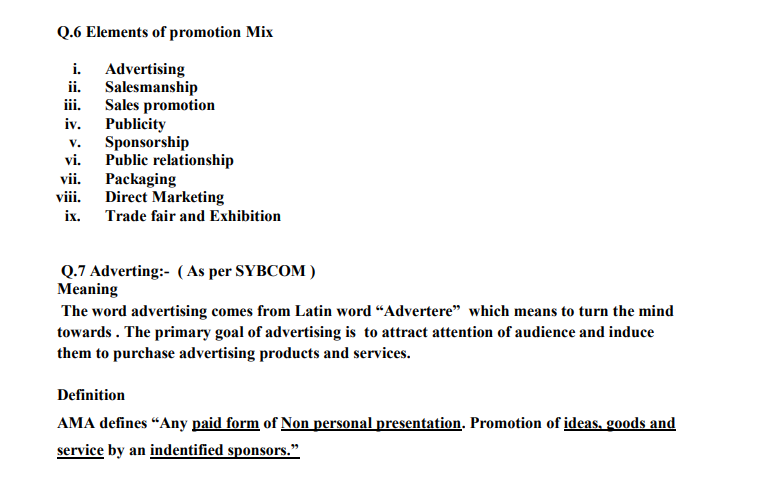 Q.6 Elements of promotion Mix
i. Advertising
ii. Salesmanship
iii. Sales promotion
iv. Publicity
v. Sponsorship
vi. Public relationship
vii. Packaging
viii. Direct Marketing
ix. Trade fair and Exhibition
Q.7 Adverting:- ( As per SYBCOM )
Meaning
The word advertising comes from Latin word “Advertere” which means to turn the mind
towards . The primary goal of advertising is to attract attention of audience and induce
them to purchase advertising products and services.
Definition
AMA defines “Any paid form of Non personal presentation. Promotion of ideas, goods and
service by an indentified sponsors.”